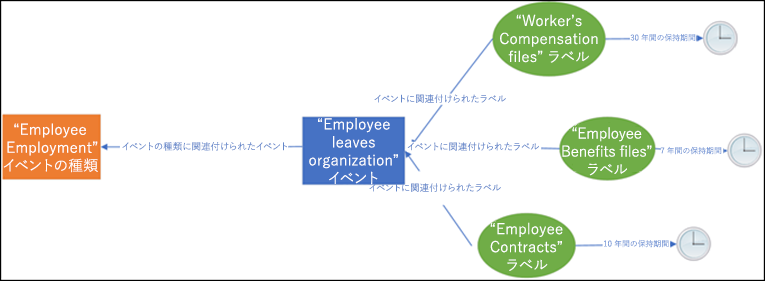 “Worker’s
Compensation
files” ラベル
30 年間の保持期間
イベントに関連付けられたラベル
“Employee
Employment”
イベントの種類
イベントの種類に関連付けられたイベント
“Employee
leaves
organization”
イベント
イベントに関連付けられたラベル
“Employee
Benefits files”
ラベル
7 年間の保持期間
イベントに関連付けられたラベル
“Employee
Contracts”
ラベル
10 年間の保持期間